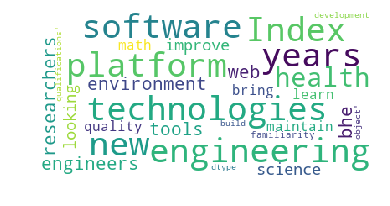 development
software
Index
years
math
improve
platform
web
health
environment
bring
learn
researchers
qualifications'
looking
technologies
bhe
object'
quality
tools
build
maintain
familiarity
new
engineering
engineers
dtype
science